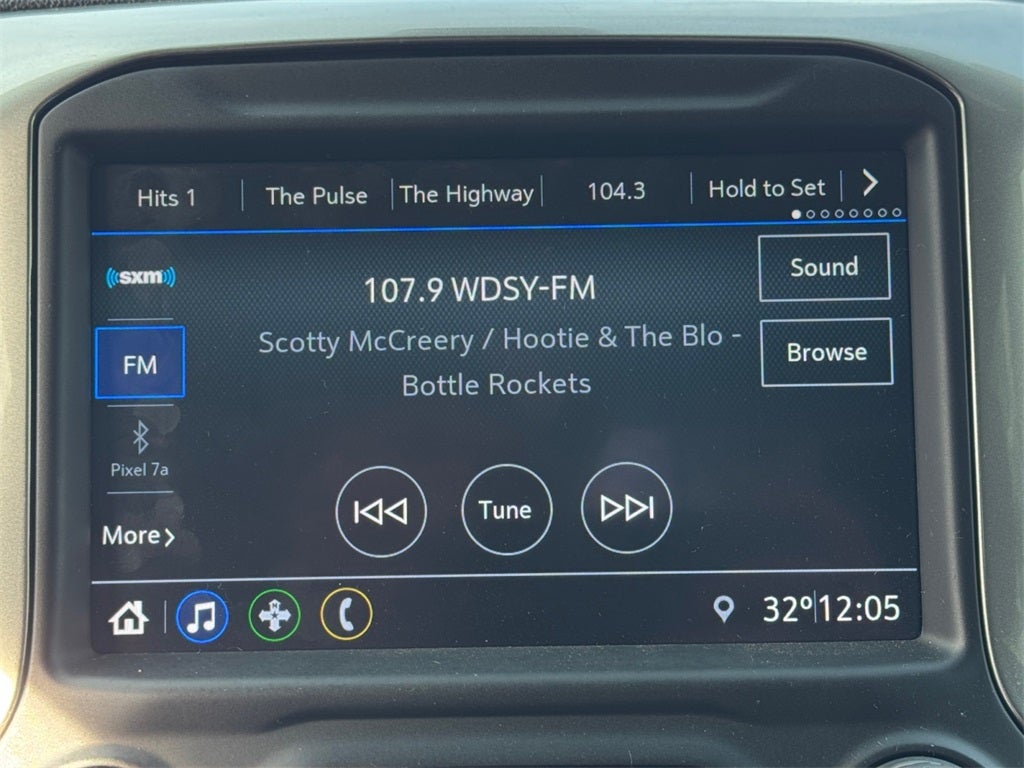 Hits 1 The Pulse The Highway 104.3 Hold to Set
sxm
107.9 WDSY-FM
Sound
Scotty McCreery / Hootie & The Blo -
Bottle Rockets
Browse
FM
Pixel 7a
Tune
More
N
32° 12:05